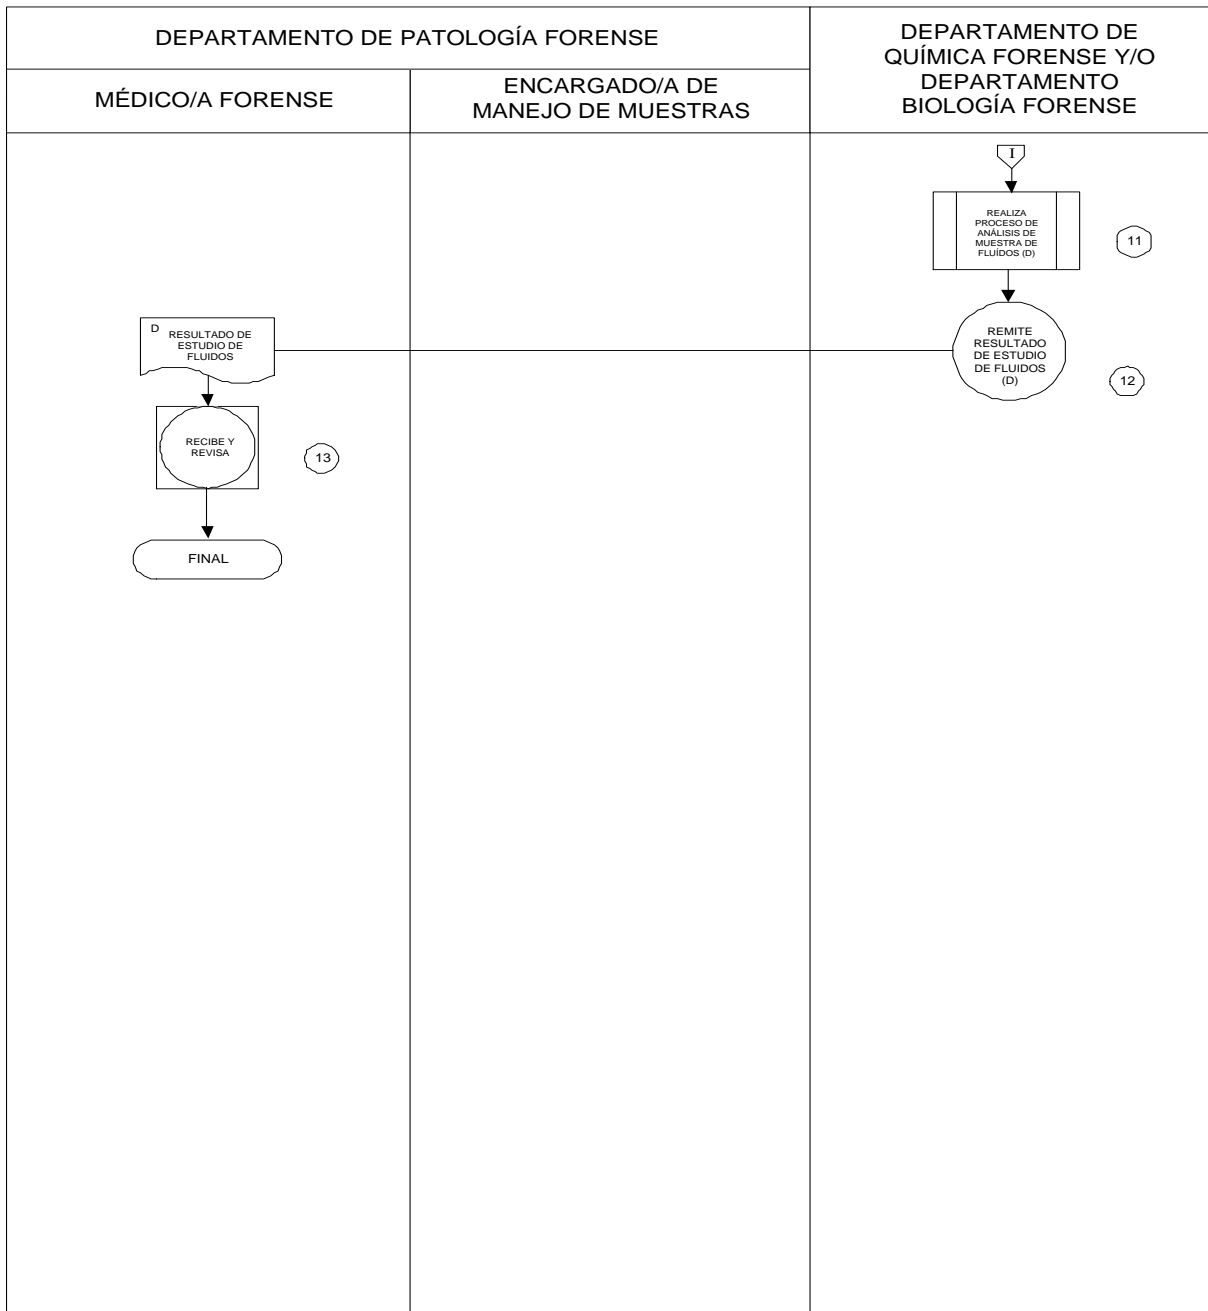 DEPARTAMENTO DE PATOLOGÍA FORENSE
DEPARTAMENTO DE
QUÍMICA FORENSE Y/O
DEPARTAMENTO
BIOLOGÍA FORENSE
MÉDICO/A FORENSE
ENCARGADO/A DE
MANEJO DE MUESTRAS
I
REALIZA
PROCESO DE
ANÁLISIS DE
MUESTRA DE
FLUÍDOS (D)
11
REMITE
RESULTADO
DE ESTUDIO
DE FLUIDOS
(D)
12
D
RESULTADO DE
ESTUDIO DE
FLUIDOS
RECIBE Y
REVISA
13
FINAL